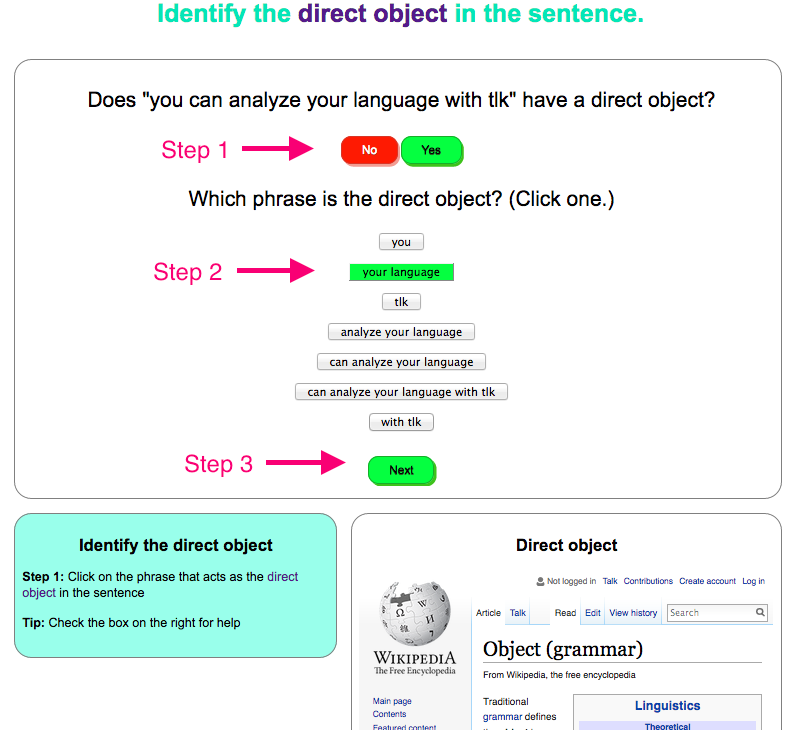 Identify the direct object in the sentence.
Does "you can analyze your language with tlk" have a direct object?
Step 1
No
Yes
Which phrase is the direct object? (Click one.)
you
Step 2
your language
tlk
analyze your language
can analyze your language
can analyze your language with tlk
with tlk
Step 3
Next
Identify the direct object
Step 1: Click on the phrase that acts as the direct
object in the sentence
Tip: Check the box on the right for help
Direct object
Not logged in Talk Contributions Create account Log in
Article Talk Read Edit View history Search
WIKIPEDIA
The Free Encyclopedia
Main page
Contents
Featured content
Object (grammar)
From Wikipedia, the free encyclopedia
Traditional
grammar defines
Linguistics
Theoretical